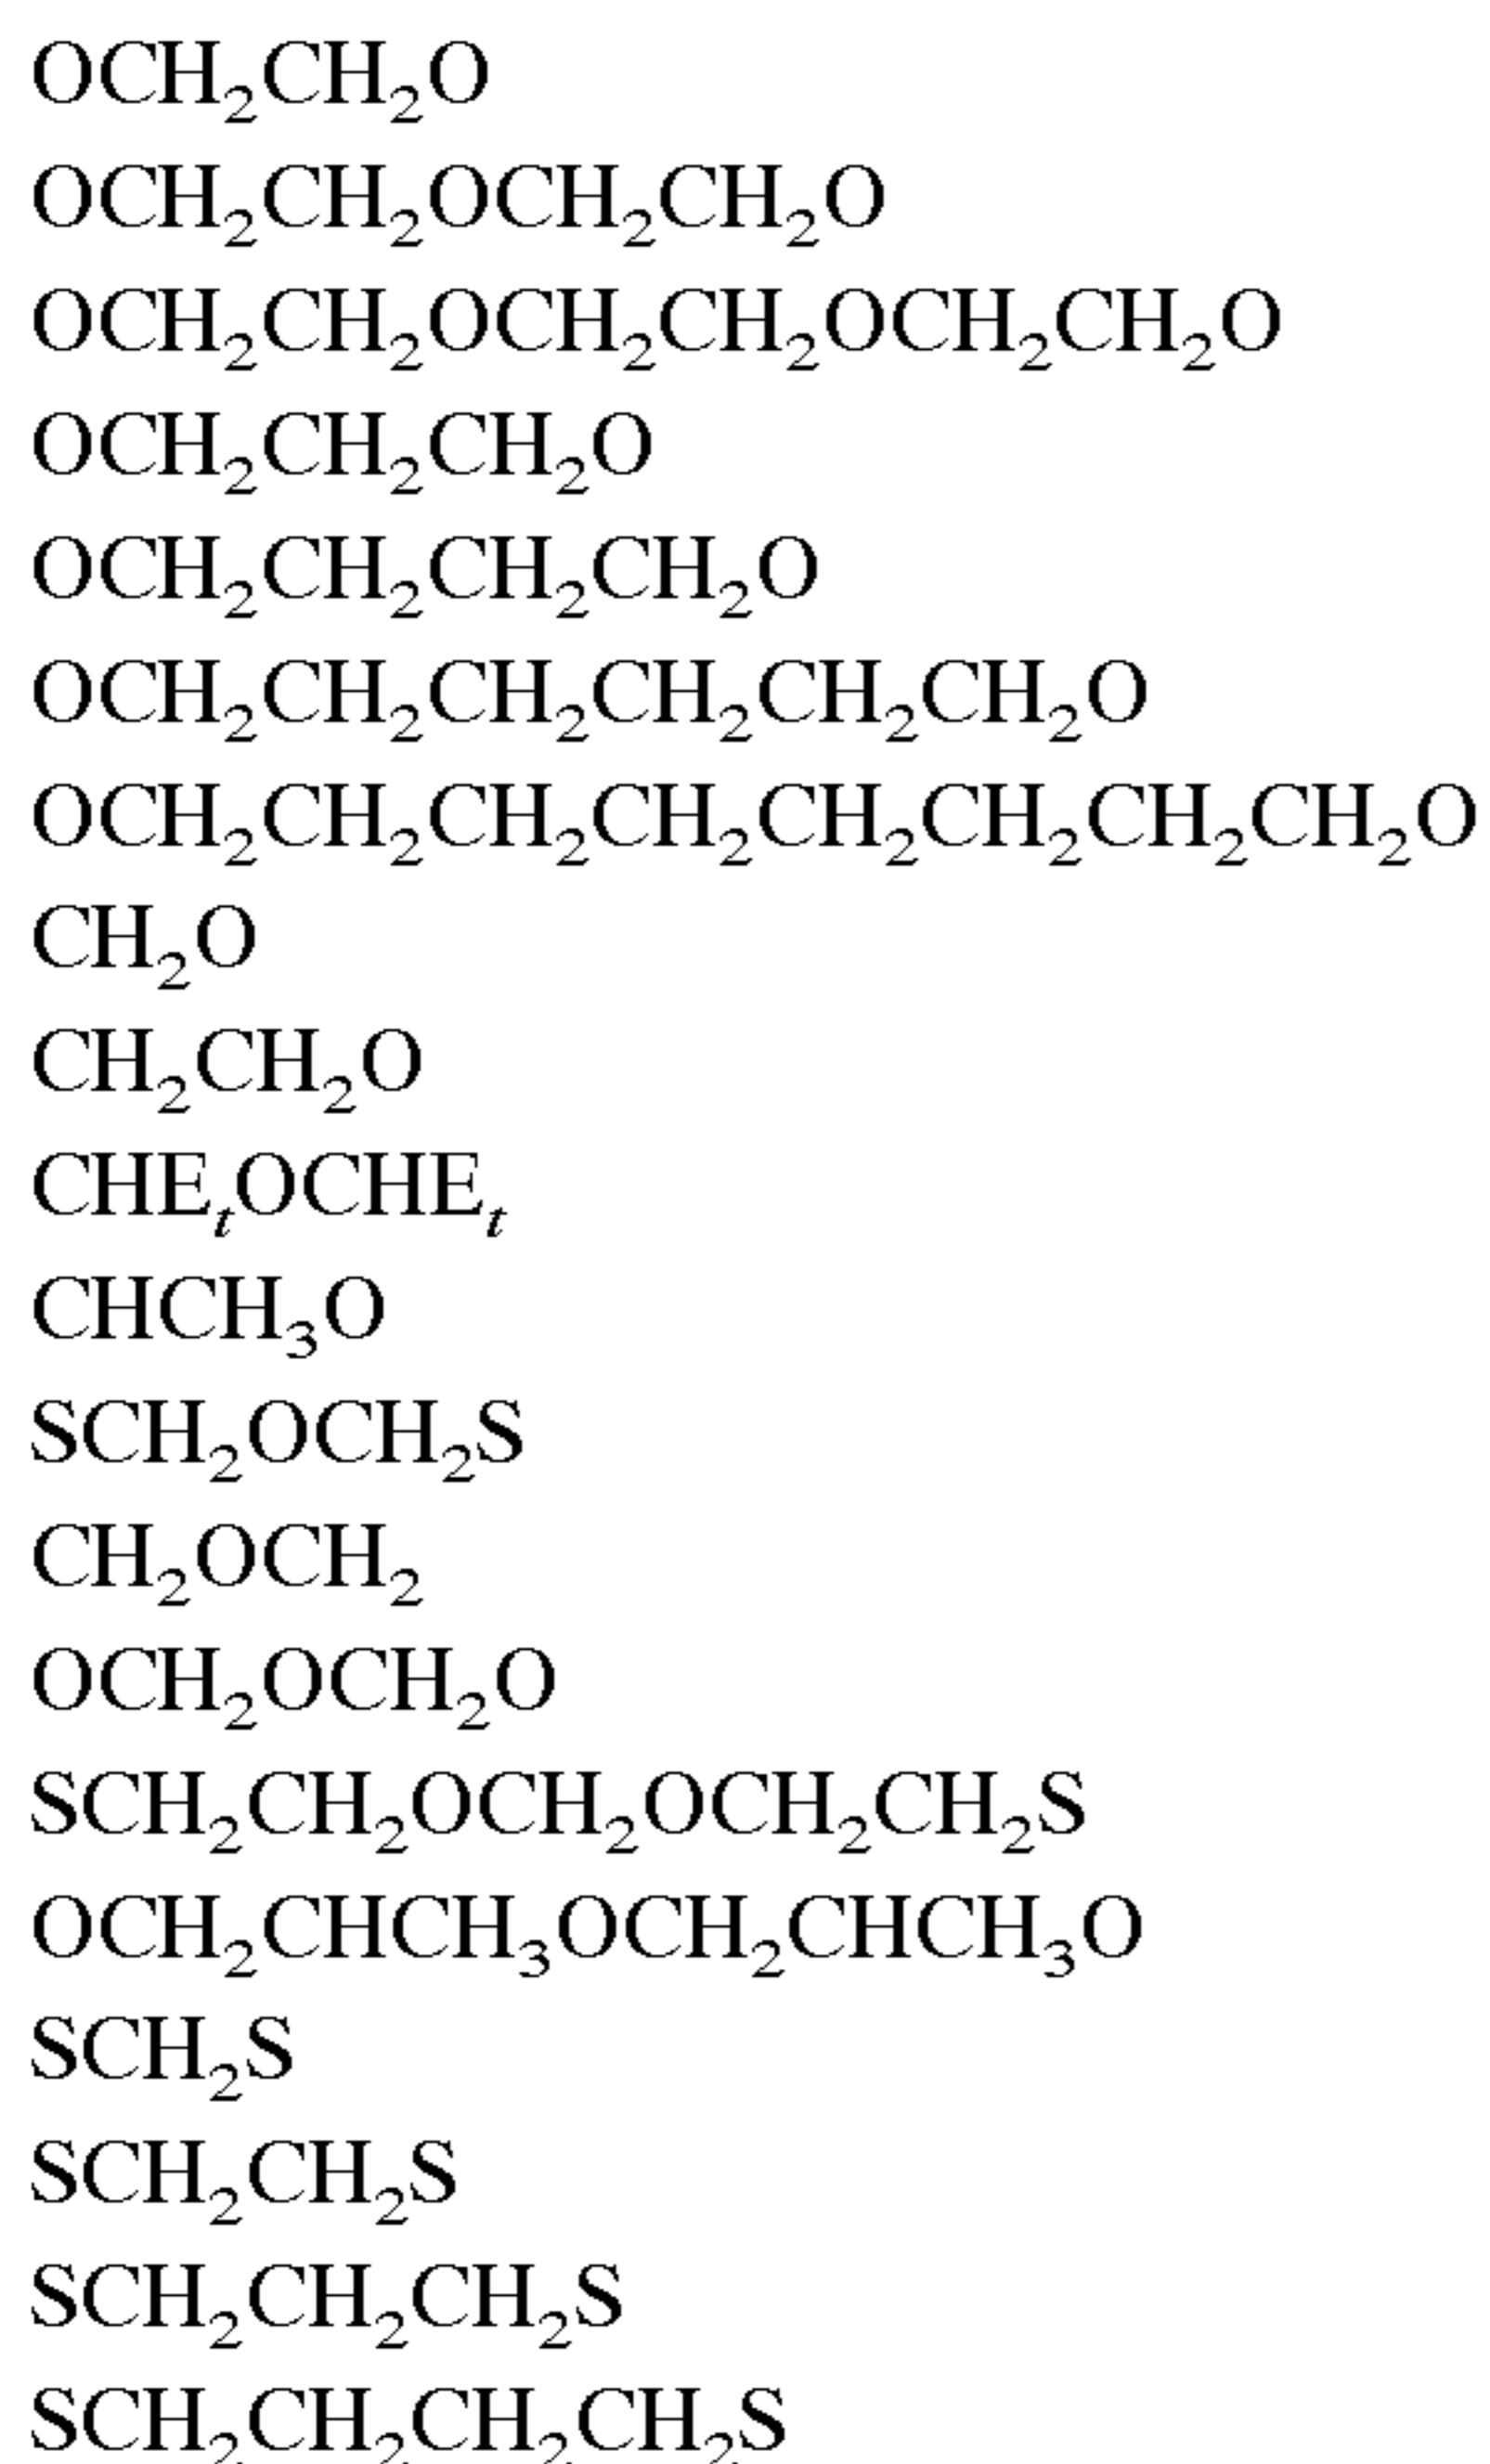 OCH₂CH₂O
OCH₂CH₂OCH₂CH₂O
OCH₂CH₂OCH₂CH₂OCH₂CH₂O
OCH₂CH₂CH₂O
OCH₂CH₂CH₂CH₂O
OCH₂CH₂CH₂CH₂CH₂CH₂O
OCH₂CH₂CH₂CH₂CH₂CH₂CH₂CH₂O
CH₂O
CH₂CH₂O
CHEₜOCHEₜ
CHCH₃O
SCH₂OCH₂S
CH₂OCH₂
OCH₂OCH₂O
SCH₂CH₂OCH₂OCH₂CH₂S
OCH₂CHCH₃OCH₂CHCH₃O
SCH₂S
SCH₂CH₂S
SCH₂CH₂CH₂S
SCH₂CH₂CH₂CH₂S